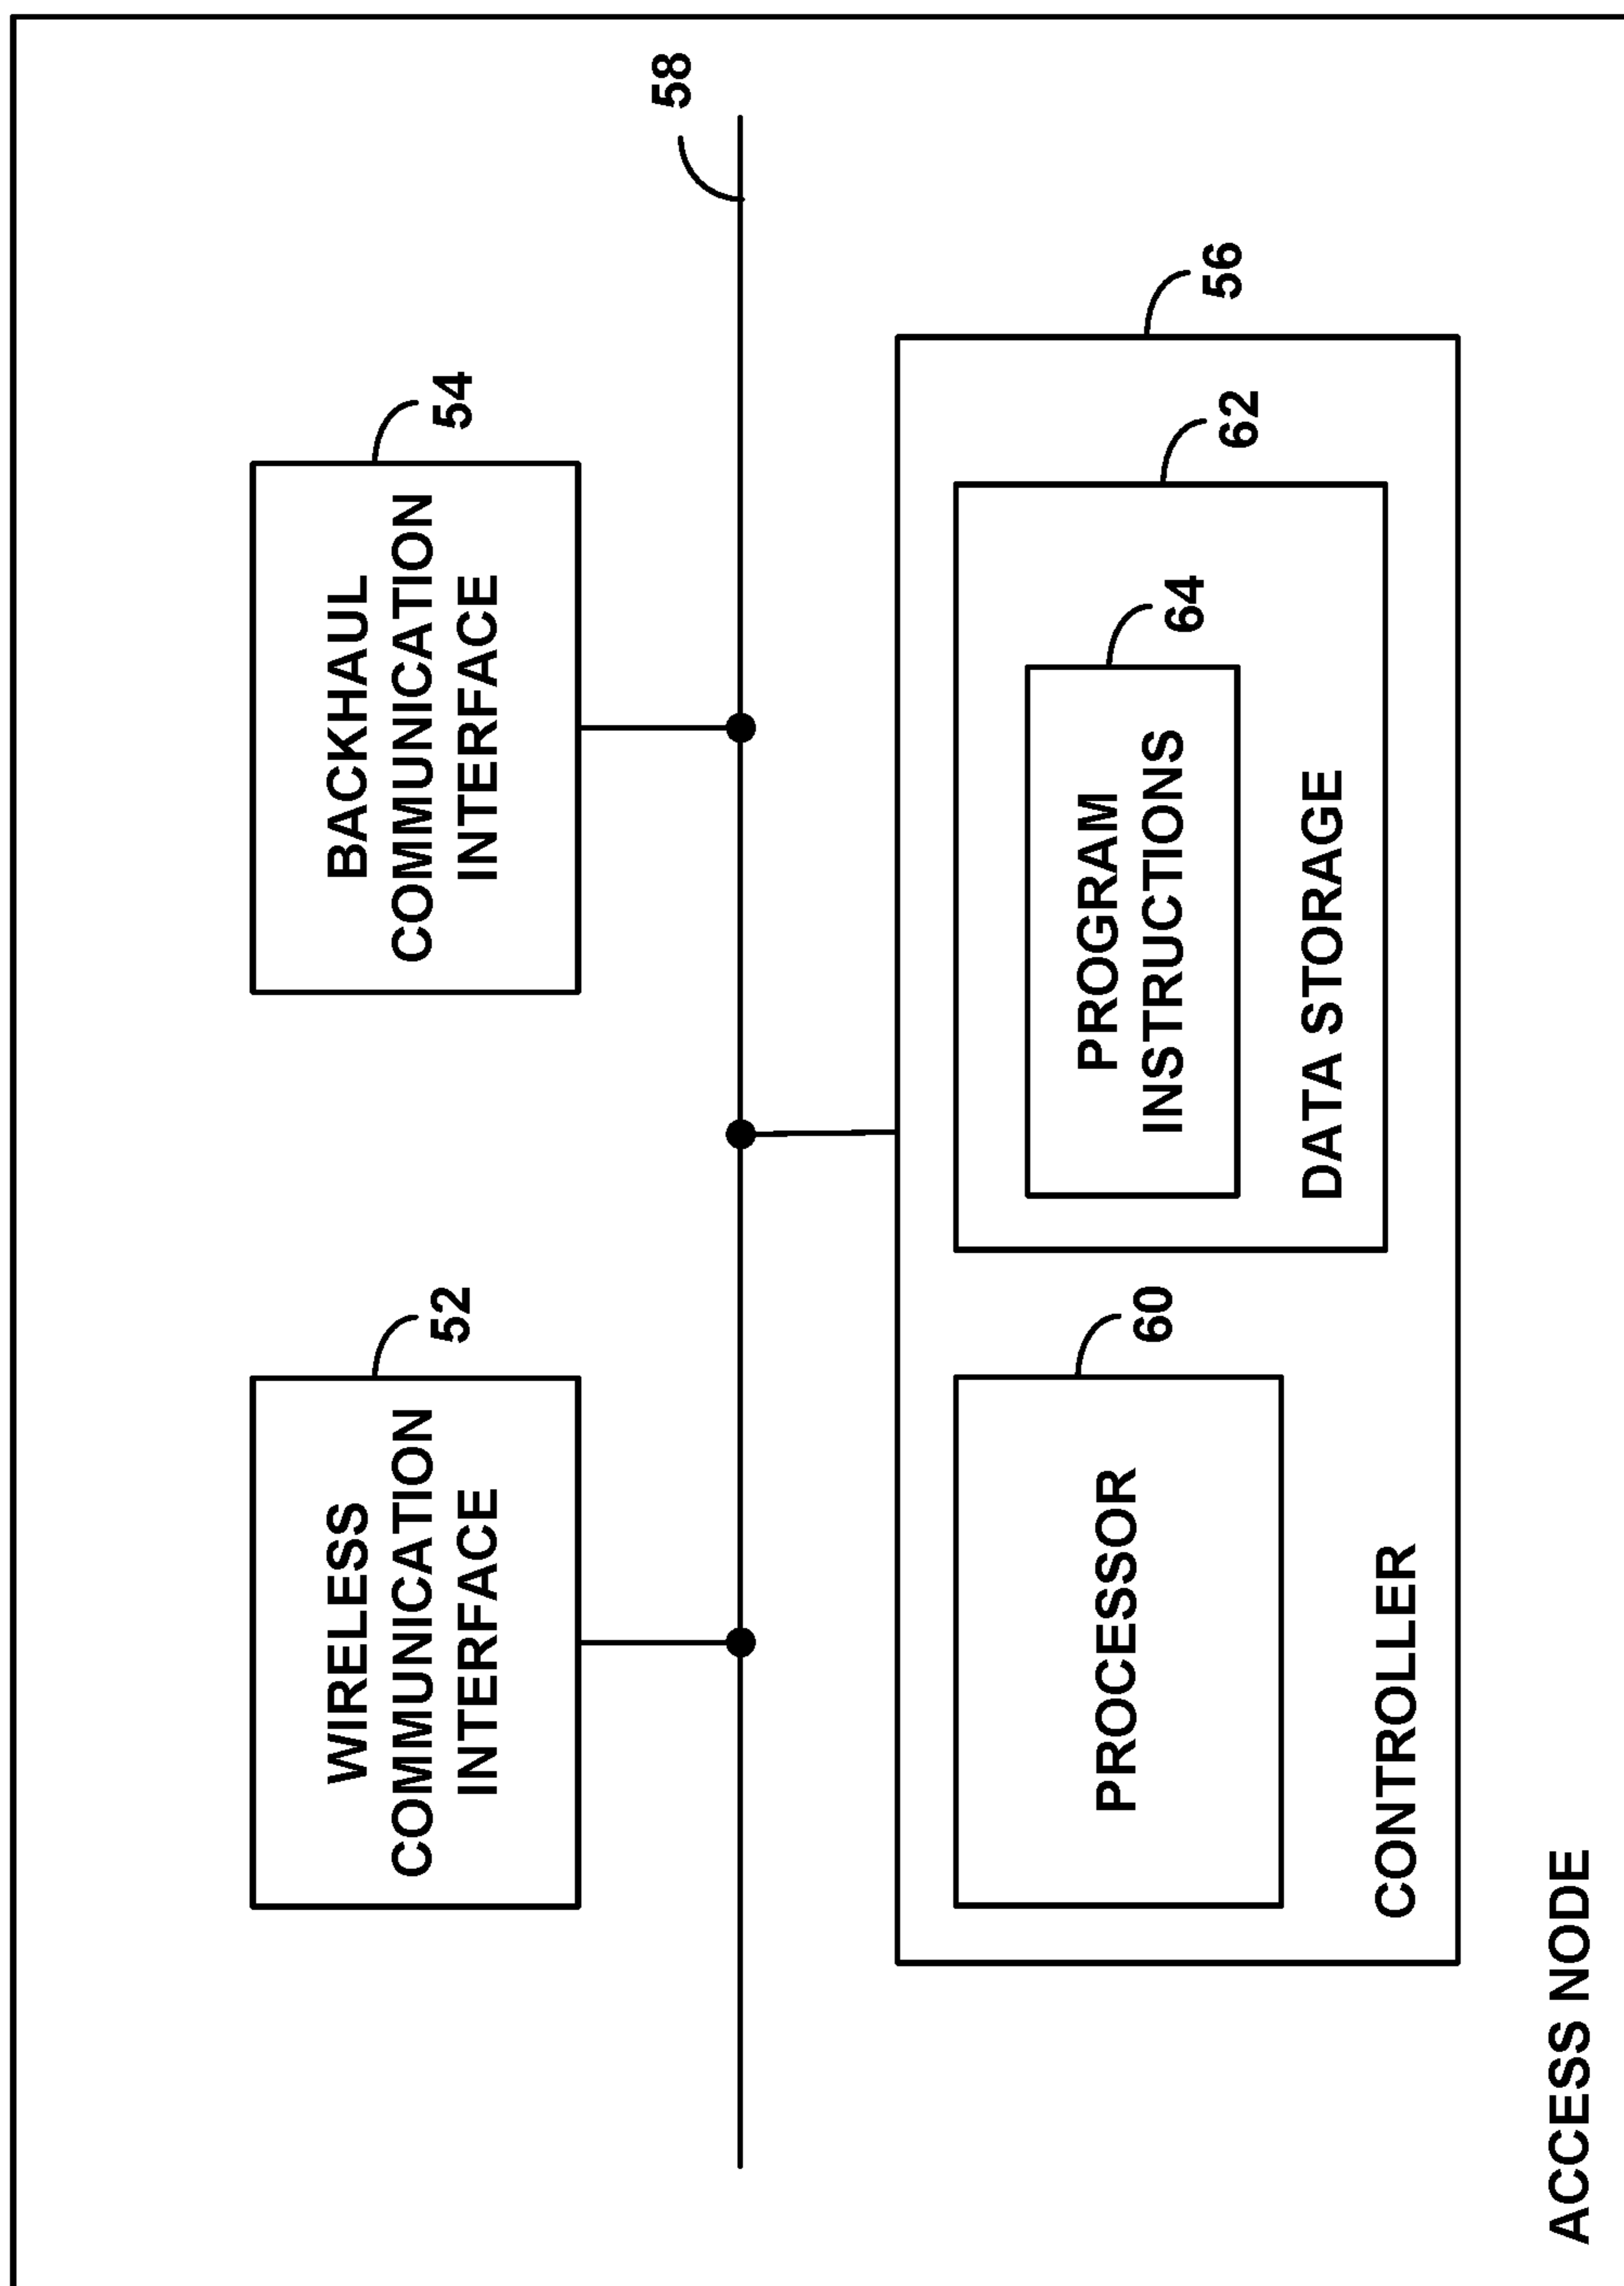 WIRELESS
COMMUNICATION
INTERFACE
52
BACKHAUL
COMMUNICATION
INTERFACE
54
58
PROCESSOR
60
PROGRAM
INSTRUCTIONS
64
DATA STORAGE
62
CONTROLLER
56
ACCESS NODE